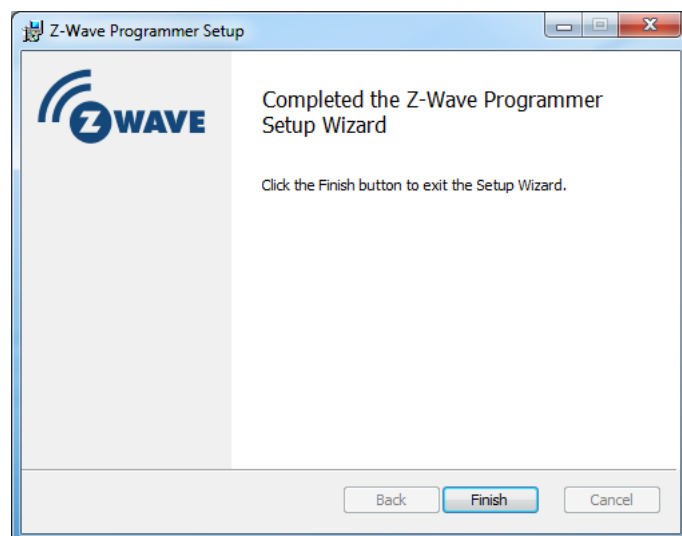 Z-Wave Programmer Setup
Z WAVE
Completed the Z-Wave Programmer
Setup Wizard
Click the Finish button to exit the Setup Wizard.
Back Finish Cancel